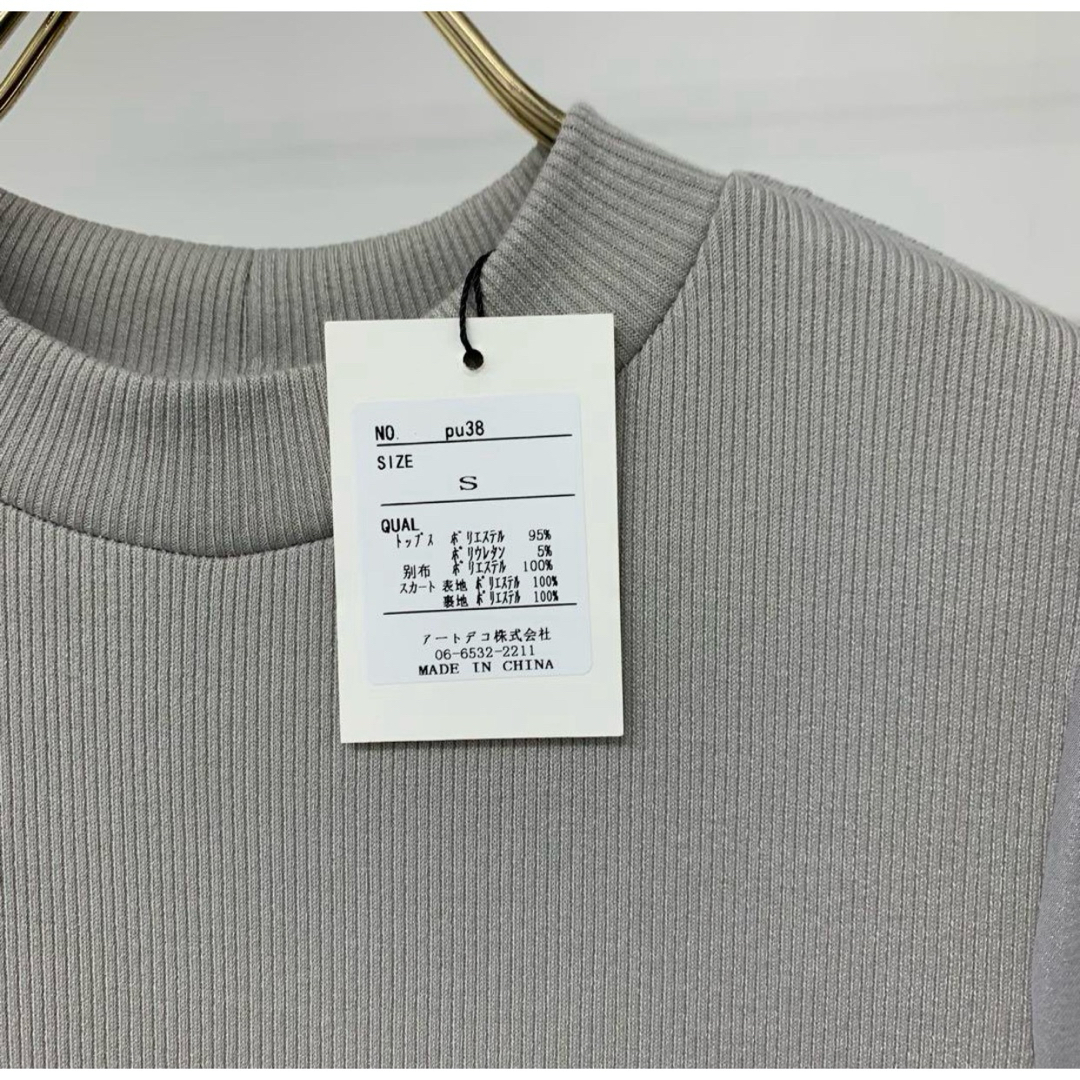 NO. pu38
SIZE
S
QUAL
トップス ﾎﾟﾘｴｽﾃﾙ 95%
ﾎﾟﾘｳﾚﾀﾝ 5%
別布 ﾎﾟﾘｴｽﾃﾙ 100%
スカート 表地 ﾎﾟﾘｴｽﾃﾙ 100%
裏地 ﾎﾟﾘｴｽﾃﾙ 100%
アートデコ株式会社
06-6532-2211
MADE IN CHINA